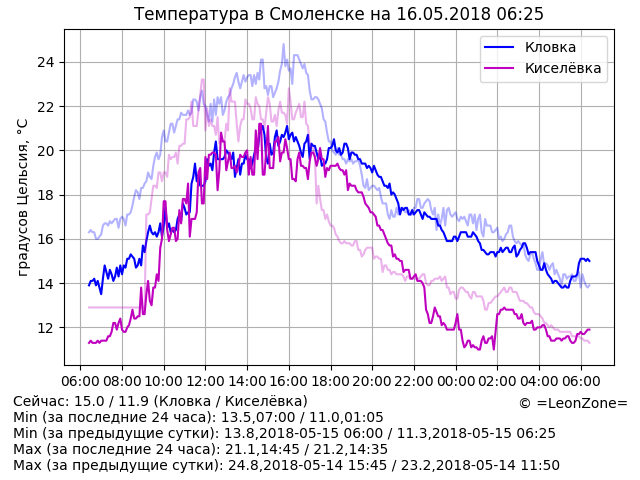 Температура в Смоленске на 16.05.2018 06:25
Кловка
Киселёвка
градусов Цельсия, °C
24
22
20
18
16
14
12
06:00 08:00 10:00 12:00 14:00 16:00 18:00 20:00 22:00 00:00 02:00 04:00 06:00
Сейчас: 15.0 / 11.9 (Кловка / Киселёвка)
© =LeonZone=
Min (за последние 24 часа): 13.5,07:00 / 11.0,01:05
Min (за предыдущие сутки): 13.8,2018-05-15 06:00 / 11.3,2018-05-15 06:25
Max (за последние 24 часа): 21.1,14:45 / 21.2,14:35
Max (за предыдущие сутки): 24.8,2018-05-14 15:45 / 23.2,2018-05-14 11:50